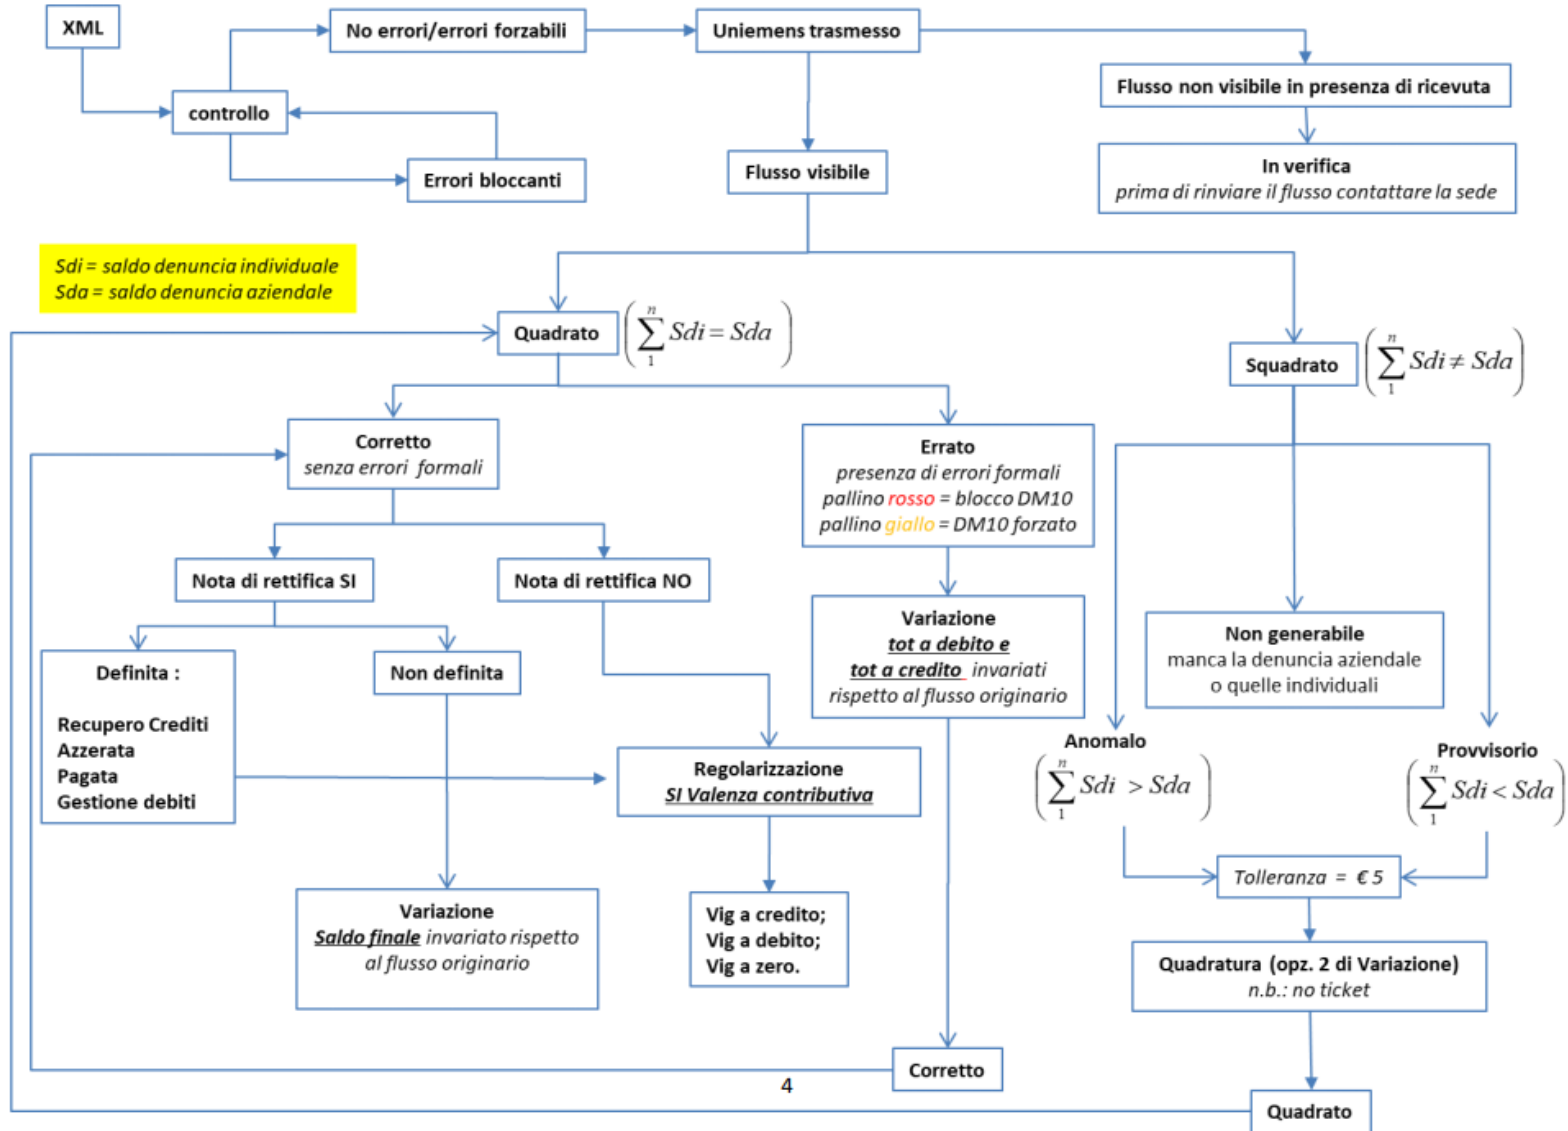 XML
No errori/errori forzabili
Uniemens trasmesso
Flusso non visibile in presenza di ricevuta
controllo
Errori bloccanti
Flusso visibile
In verifica
prima di rinviare il flusso contattare la sede
Sdi = saldo denuncia individuale
Sda = saldo denuncia aziendale
Quadrato
(∑ₙ¹ Sdi = Sda)
Squadrato
(∑ₙ¹ Sdi ≠ Sda)
Corretto
senza errori formali
Errato
presenza di errori formali
pallino rosso = blocco DM10
pallino giallo = DM10 forzato
Nota di rettifica SI
Nota di rettifica NO
Definita :
Recupero Crediti
Azzerata
Pagata
Gestione debiti
Non definita
Variazione
tot a debito e
tot a credito invariati
rispetto al flusso originario
Non generabile
manca la denuncia aziendale
o quelle individuali
Regolarizzazione
SI Valenza contributiva
Anomalo
(∑ₙ¹ Sdi > Sda)
Provvisorio
(∑ₙ¹ Sdi < Sda)
Tolleranza = € 5
Variazione
Saldo finale invariato rispetto
al flusso originario
Vig a credito;
Vig a debito;
Vig a zero.
Quadratura (opz. 2 di Variazione)
n.b.: no ticket
Corretto
4
Quadrato